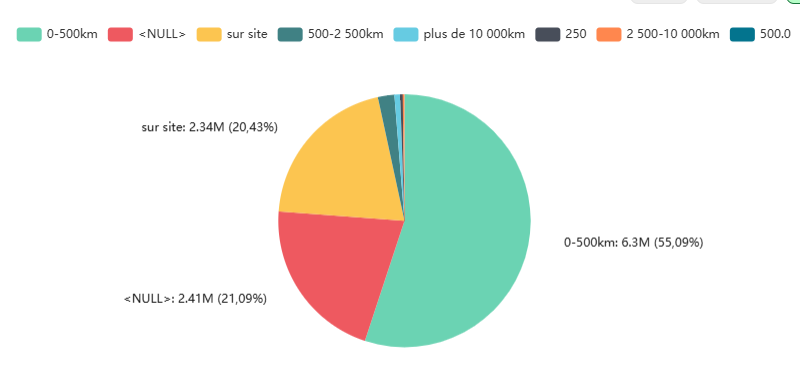 0-500km <NULL> sur site 500-2 500km plus de 10 000km 250 2 500-10 000km 500.0
sur site: 2.34M (20,43%)
0-500km: 6.3M (55,09%)
<NULL>: 2.41M (21,09%)